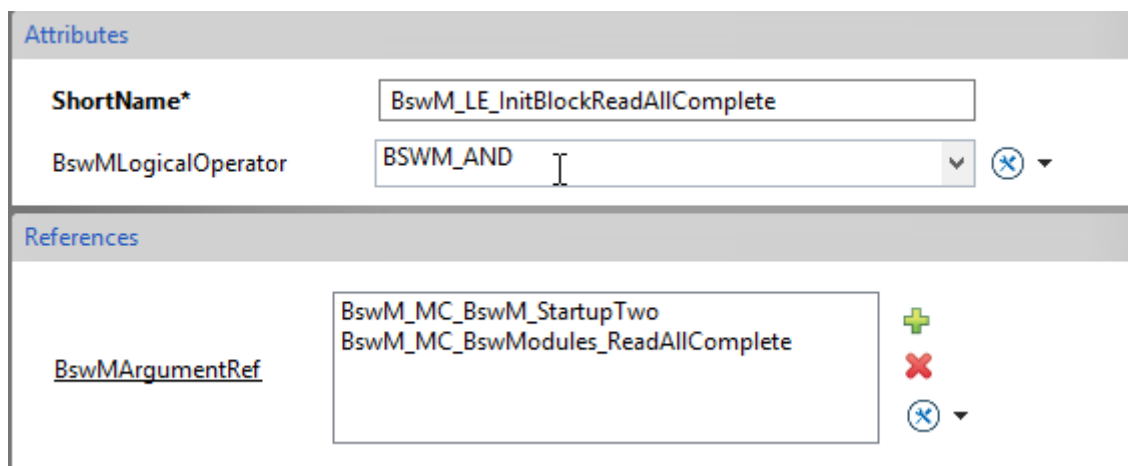 Attributes
ShortName* BswM_LE_InitBlockReadAllComplete
BswMLogicalOperator BSWM_AND
References
BswM_MC_BswM_StartupTwo
BswM_MC_BswModules_ReadAllComplete
BswMArgumentRef